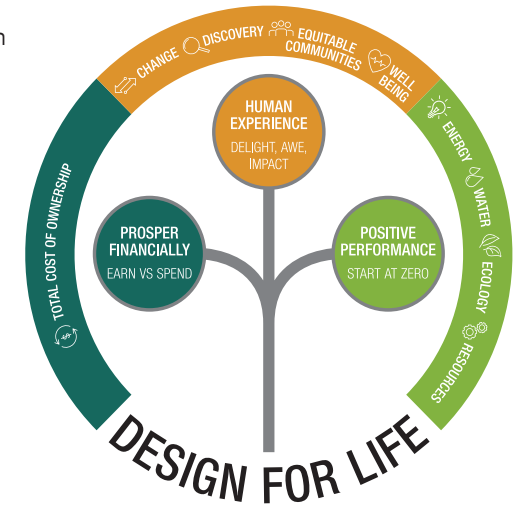 CHANGE
DISCOVERY
EQUITABLE
COMMUNITIES
WELL
BEING
HUMAN
EXPERIENCE
DELIGHT, AWE,
IMPACT
TOTAL COST OF OWNERSHIP
$
PROSPER
FINANCIALLY
EARN VS SPEND
POSITIVE
PERFORMANCE
START AT ZERO
ENERGY
WATER
ECOLOGY
RESOURCES
DESIGN FOR LIFE